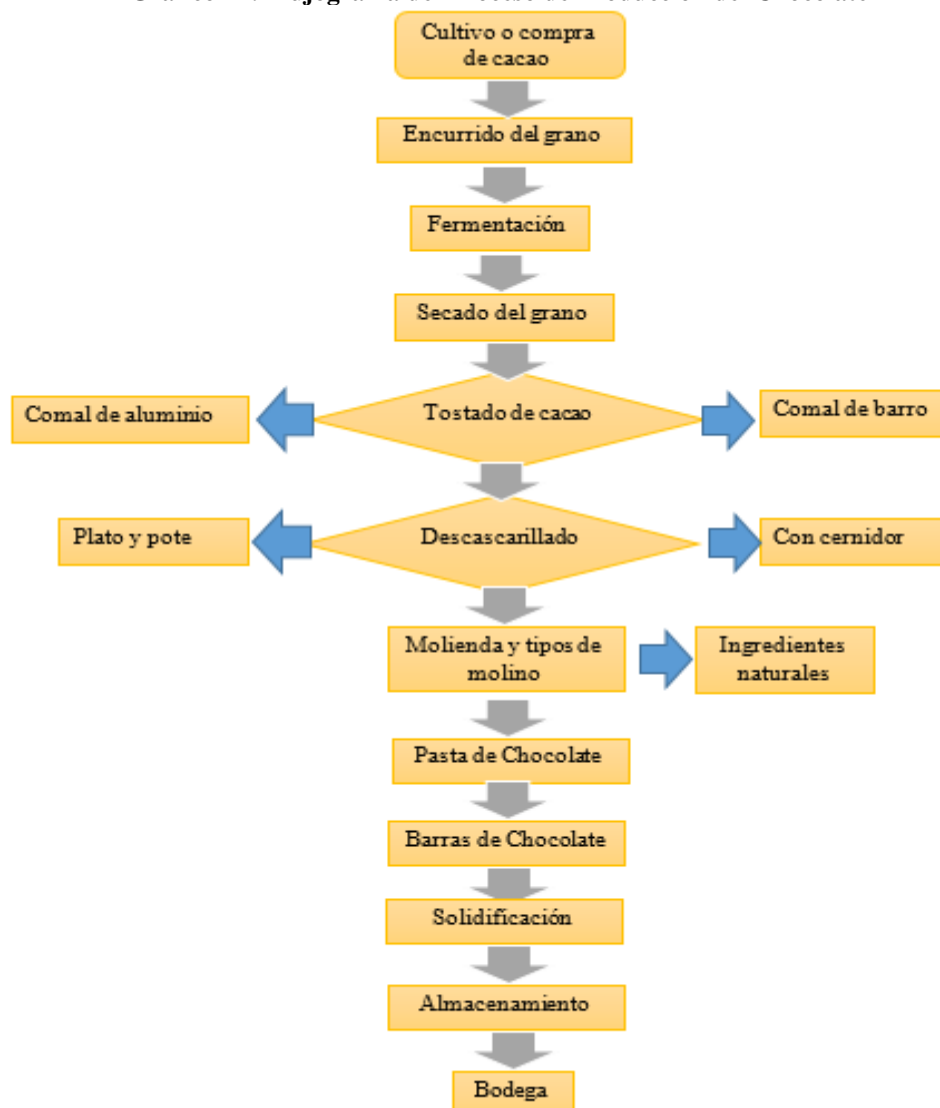 Cultivo o compra
de cacao
Encurrido del grano
Fermentación
Secado del grano
Comal de aluminio
Tostado de cacao
Comal de barro
Plato y pote
Descascarillado
Con cernidor
Molienda y tipos de
molino
Ingredientes
naturales
Pasta de Chocolate
Barras de Chocolate
Solidificación
Almacenamiento
Bodega